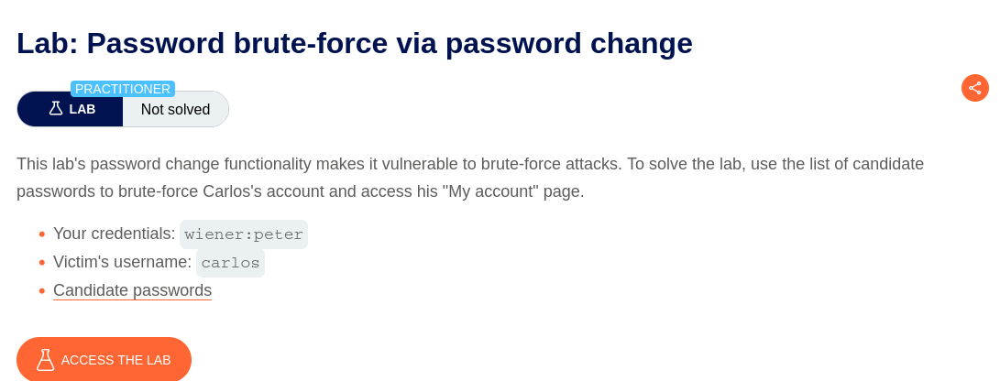 Lab: Password brute-force via password change
PRACTITIONER
LAB
Not solved
This lab's password change functionality makes it vulnerable to brute-force attacks. To solve the lab, use the list of candidate
passwords to brute-force Carlos's account and access his "My account" page.
• Your credentials: wiener:peter
• Victim's username: carlos
• Candidate passwords
ACCESS THE LAB